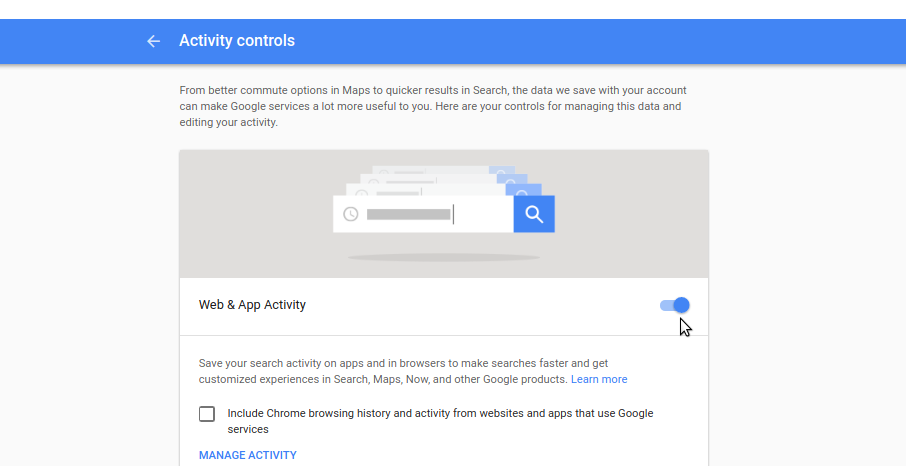 Activity controls
From better commute options in Maps to quicker results in Search, the data we save with your account
can make Google services a lot more useful to you. Here are your controls for managing this data and
editing your activity.
Web & App Activity
Save your search activity on apps and in browsers to make searches faster and get
customized experiences in Search, Maps, Now, and other Google products. Learn more
Include Chrome browsing history and activity from websites and apps that use Google
services
MANAGE ACTIVITY